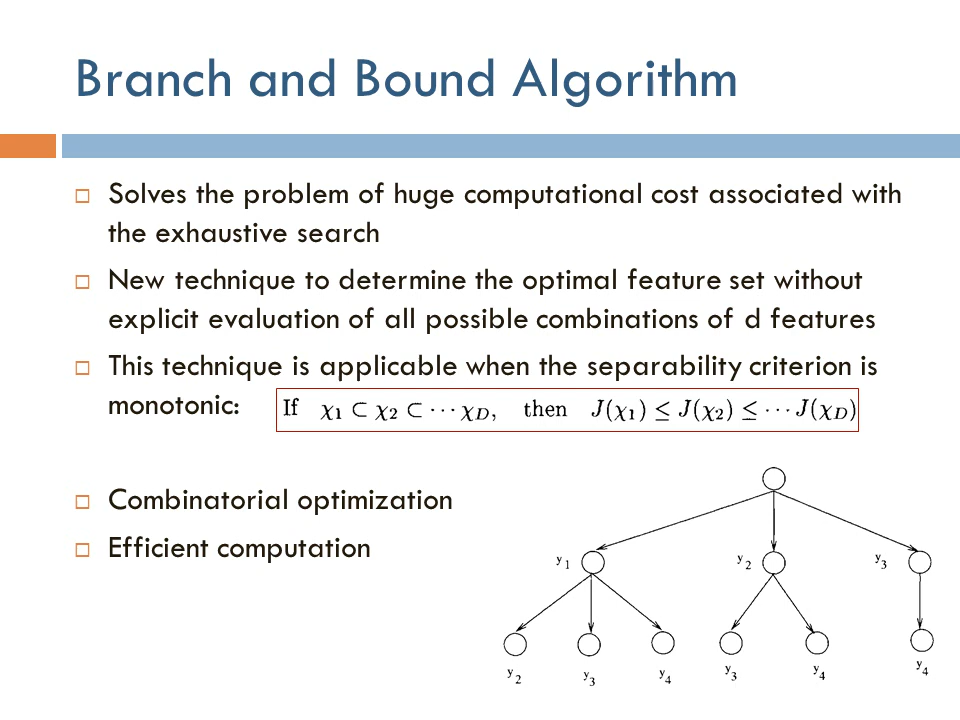 Branch and Bound Algorithm
Solves the problem of huge computational cost associated with
the exhaustive search
New technique to determine the optimal feature set without
explicit evaluation of all possible combinations of d features
This technique is applicable when the separability criterion is
monotonic: If χ₁ ⊂ χ₂ ⊂ ··· χ_D, then J(χ₁) ≤ J(χ₂) ≤ ··· J(χ_D)
Combinatorial optimization
Efficient computation
y₁ y₂ y₃
y₂ y₃ y₄ y₃ y₄ y₄